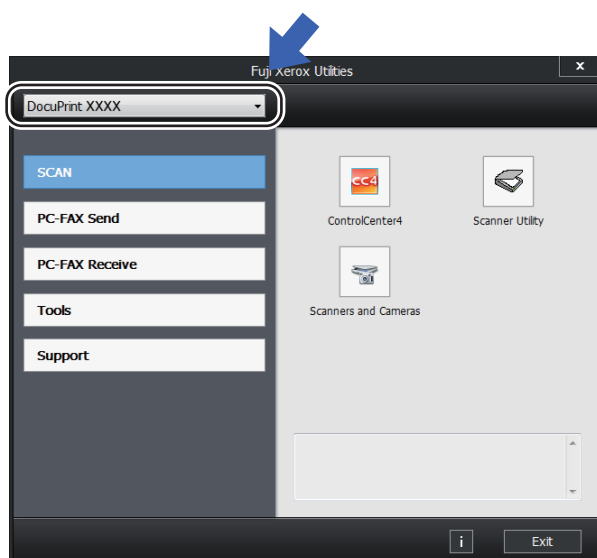 Fuji Xerox Utilities
x
DocuPrint XXXX
SCAN
PC-FAX Send
PC-FAX Receive
Tools
Support
CC4
ControlCenter4
Scanner Utility
Scanners and Cameras
i
Exit